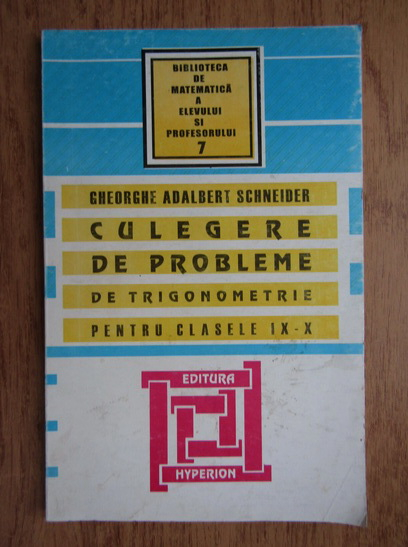 BIBLIOTECA
DE
MATEMATICĂ
A
ELEVULUI
SI
PROFESORULUI
7
GHEORGHE ADALBERT SCHNEIDER
CULEGERE
DE PROBLEME
DE TRIGONOMETRIE
PENTRU CLASELE IX-X
EDITURA
HYPERION